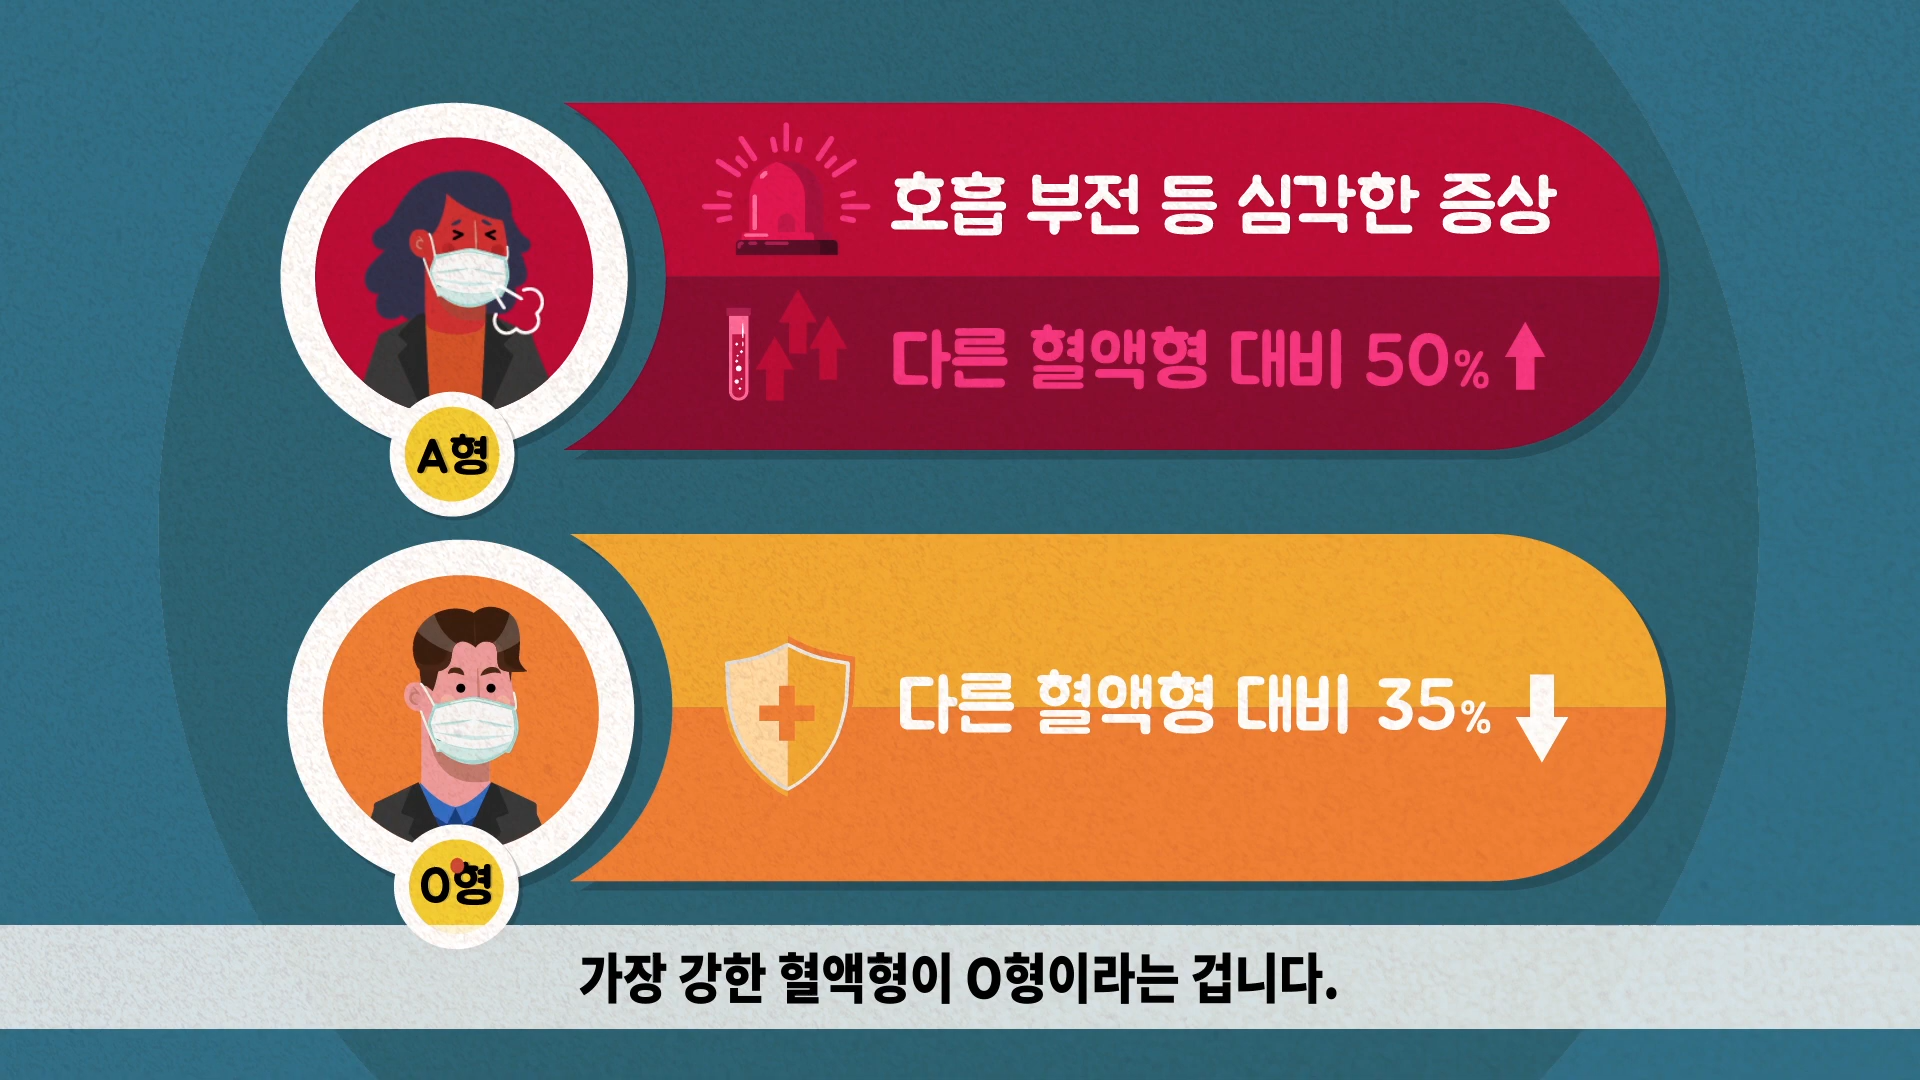 호흡 부전 등 심각한 증상
다른 혈액형 대비 50%
A형
다른 혈액형 대비 35%
O형
가장 강한 혈액형이 O형이라는 겁니다.